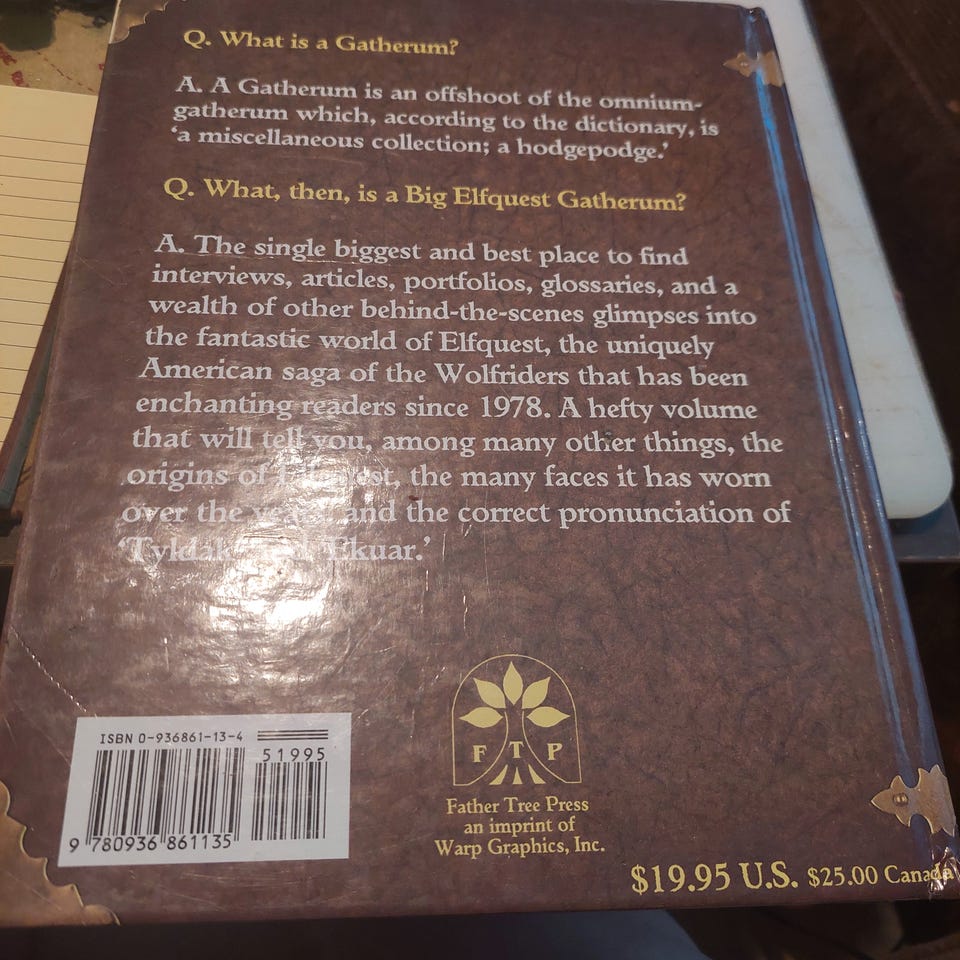 Q. What is a Gatherum?
A. A Gatherum is an offshoot of the omnium-
gatherum which, according to the dictionary, is
‘a miscellaneous collection; a hodgepodge.’
Q. What, then, is a Big Elfquest Gatherum?
A. The single biggest and best place to find
interviews, articles, portfolios, glossaries, and a
wealth of other behind-the-scenes glimpses into
the fantastic world of Elfquest, the uniquely
American saga of the Wolfriders that has been
enchanting readers since 1978. A hefty volume
that will tell you, among many other things, the
origins of Elfquest, the many faces it has worn
over the years, and the correct pronunciation of
‘Tyldak’ and ‘Ekuar.’
ISBN 0-936861-13-4
51995
9 780936 861135
F T P
Father Tree Press
an imprint of
Warp Graphics, Inc.
$19.95 U.S. $25.00 Canada